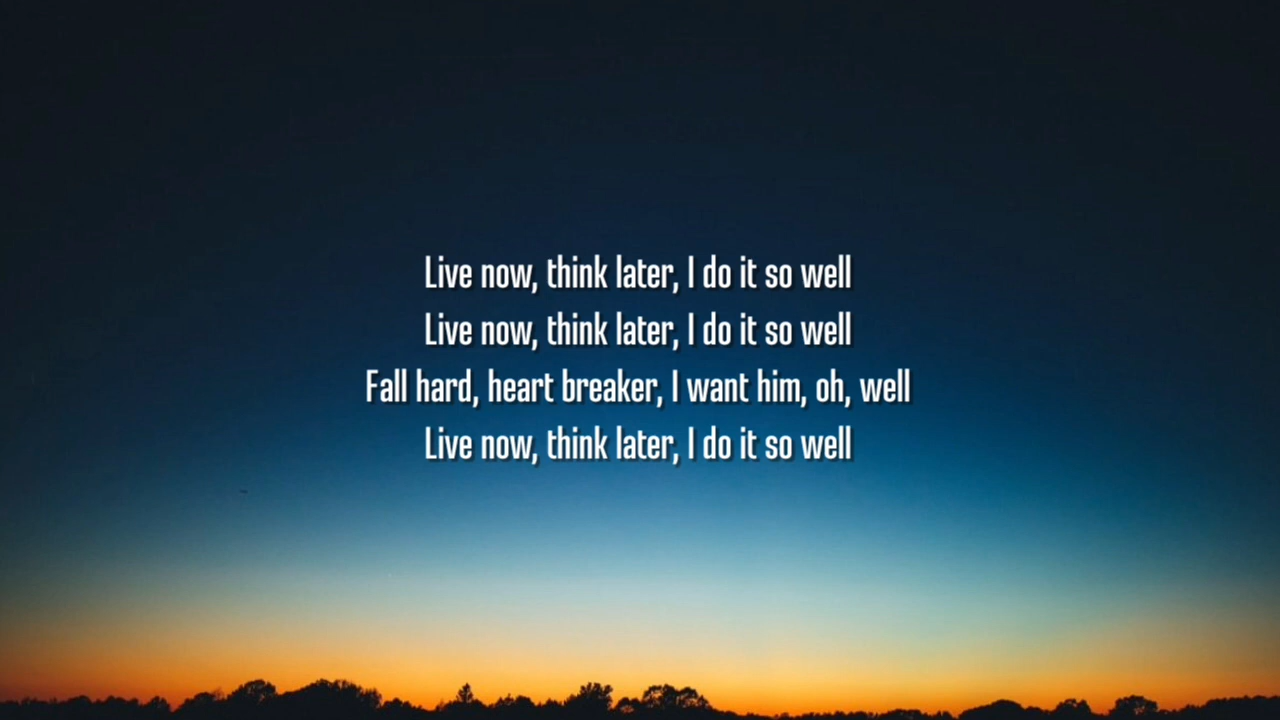 Live now, think later, I do it so well
Live now, think later, I do it so well
Fall hard, heart breaker, I want him, oh, well
Live now, think later, I do it so well